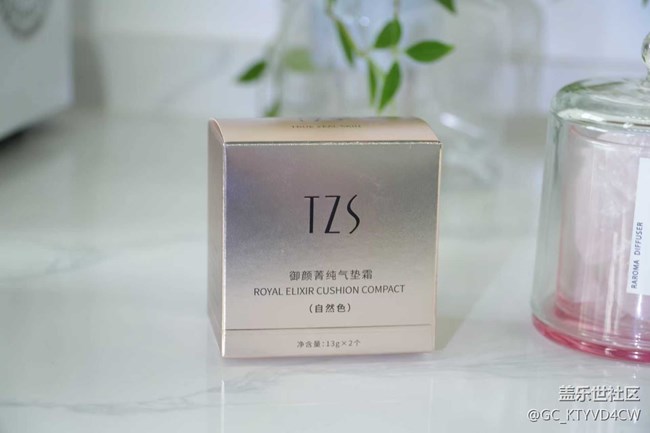 TZS
御颜菁纯气垫霜
ROYAL ELIXIR CUSHION COMPACT
(自然色)
净含量:13g×2个
RAROMA DIFFUSER
盖乐世社区
@GC_KTYVD4CW